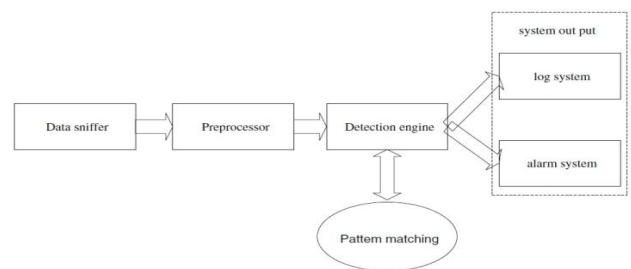 system out put
log system
Data sniffer
Preprocessor
Detection engine
alarm system
Pattem matching